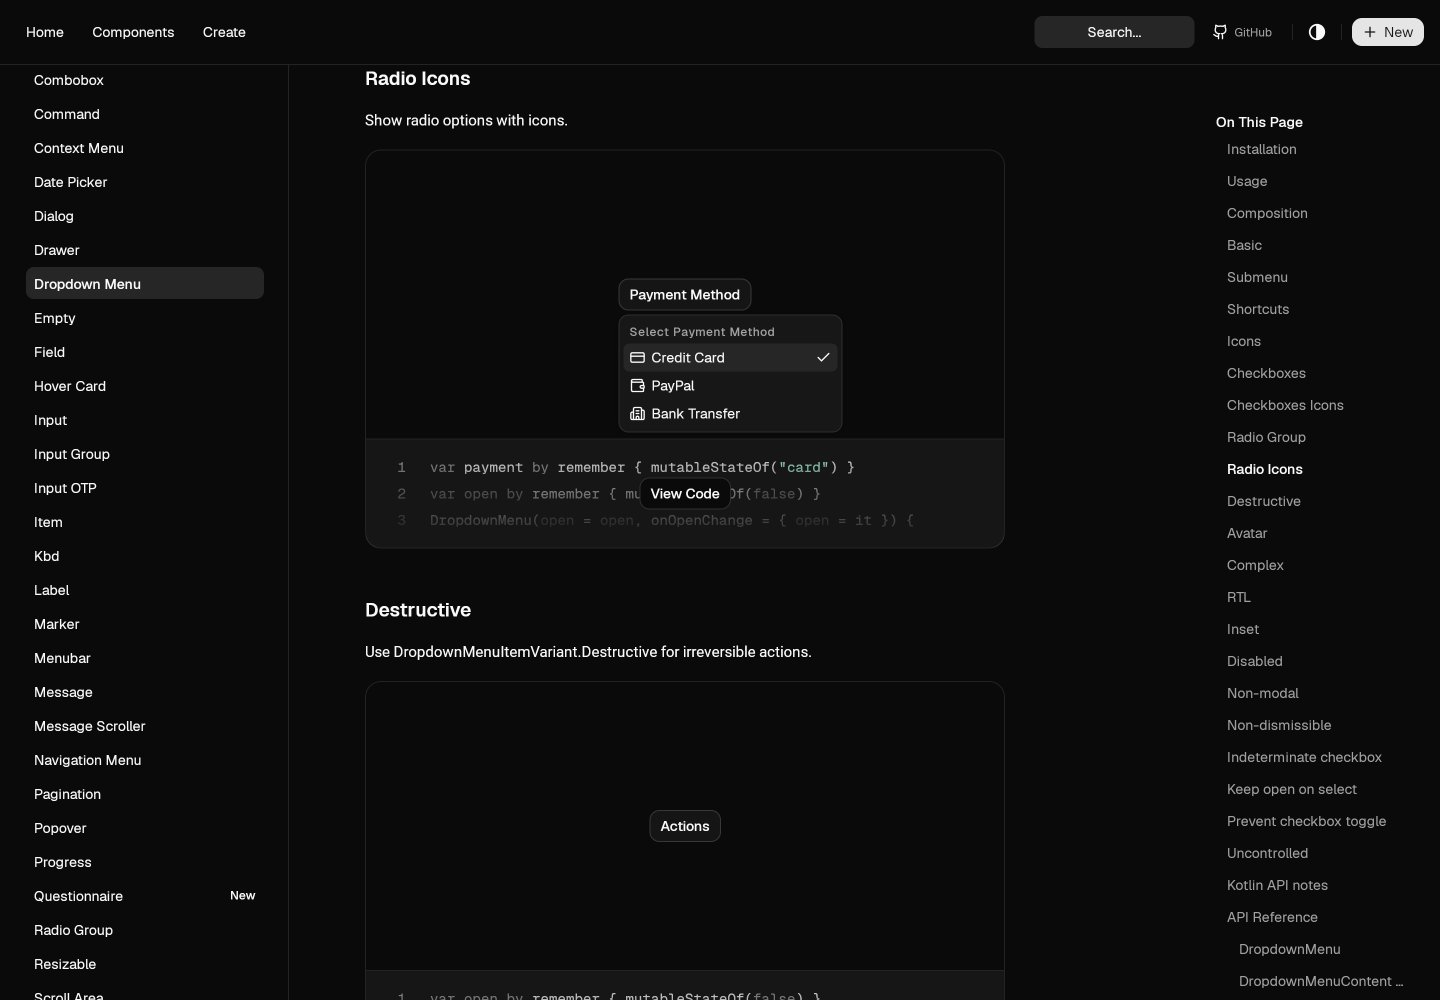 Home
Components
Create
Search...
GitHub
New
Combobox
Command
Context Menu
Date Picker
Dialog
Drawer
Dropdown Menu
Empty
Field
Hover Card
Input
Input Group
Input OTP
Item
Kbd
Label
Marker
Menubar
Message
Message Scroller
Navigation Menu
Pagination
Popover
Progress
Questionnaire New
Radio Group
Resizable
Scroll Area
Radio Icons
Show radio options with icons.
Payment Method
Select Payment Method
Credit Card
PayPal
Bank Transfer
1 var payment by remember { mutableStateOf("card") }
2 var open by remember { mu Of(false) }
View Code
3 DropdownMenu(open = open, onOpenChange = { open = it }) {
Destructive
Use DropdownMenuItemVariant.Destructive for irreversible actions.
Actions
1 var open by remember { mutableStateOf(false) }
On This Page
Installation
Usage
Composition
Basic
Submenu
Shortcuts
Icons
Checkboxes
Checkboxes Icons
Radio Group
Radio Icons
Destructive
Avatar
Complex
RTL
Inset
Disabled
Non-modal
Non-dismissible
Indeterminate checkbox
Keep open on select
Prevent checkbox toggle
Uncontrolled
Kotlin API notes
API Reference
DropdownMenu
DropdownMenuContent ...